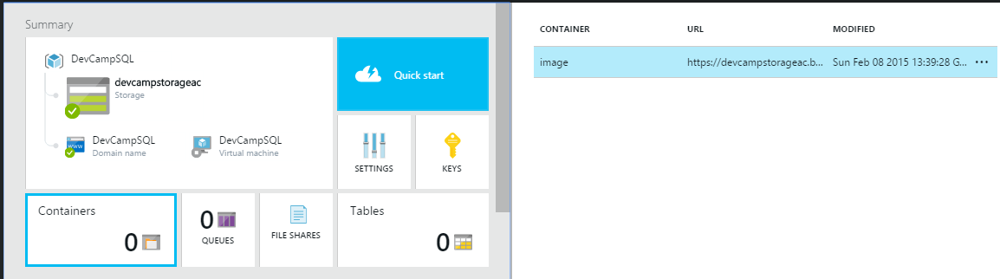 Summary
DevCampSQL
devcampstorageac
Storage
DevCampSQL
Domain name
www
DevCampSQL
Virtual machine
Quick start
SETTINGS
KEYS
Containers
0
0
QUEUES
FILE SHARES
Tables
0
CONTAINER URL MODIFIED
image https://devcampstorageac.b... Sun Feb 08 2015 13:39:28 G... ...